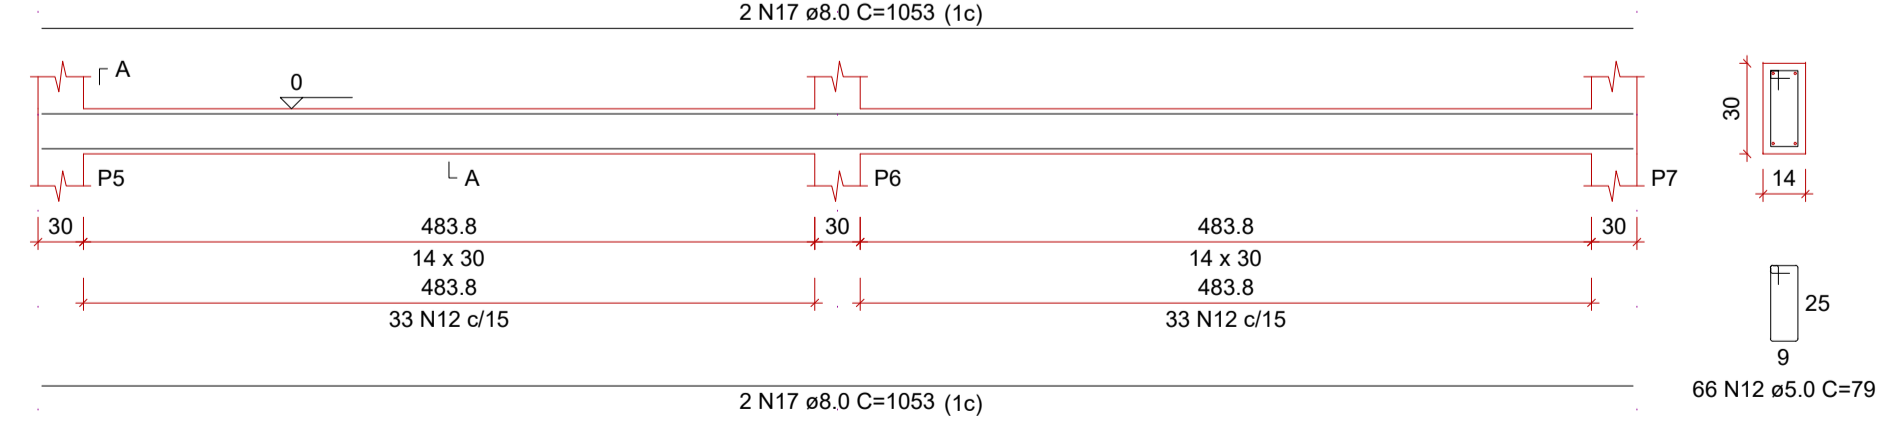 2 N17 ø8.0 C=1053 (1c)
A
0
30
P5
A
P6
P7
14
30
483.8
30
483.8
30
14 x 30
14 x 30
483.8
483.8
33 N12 c/15
33 N12 c/15
25
9
66 N12 ø5.0 C=79
2 N17 ø8.0 C=1053 (1c)